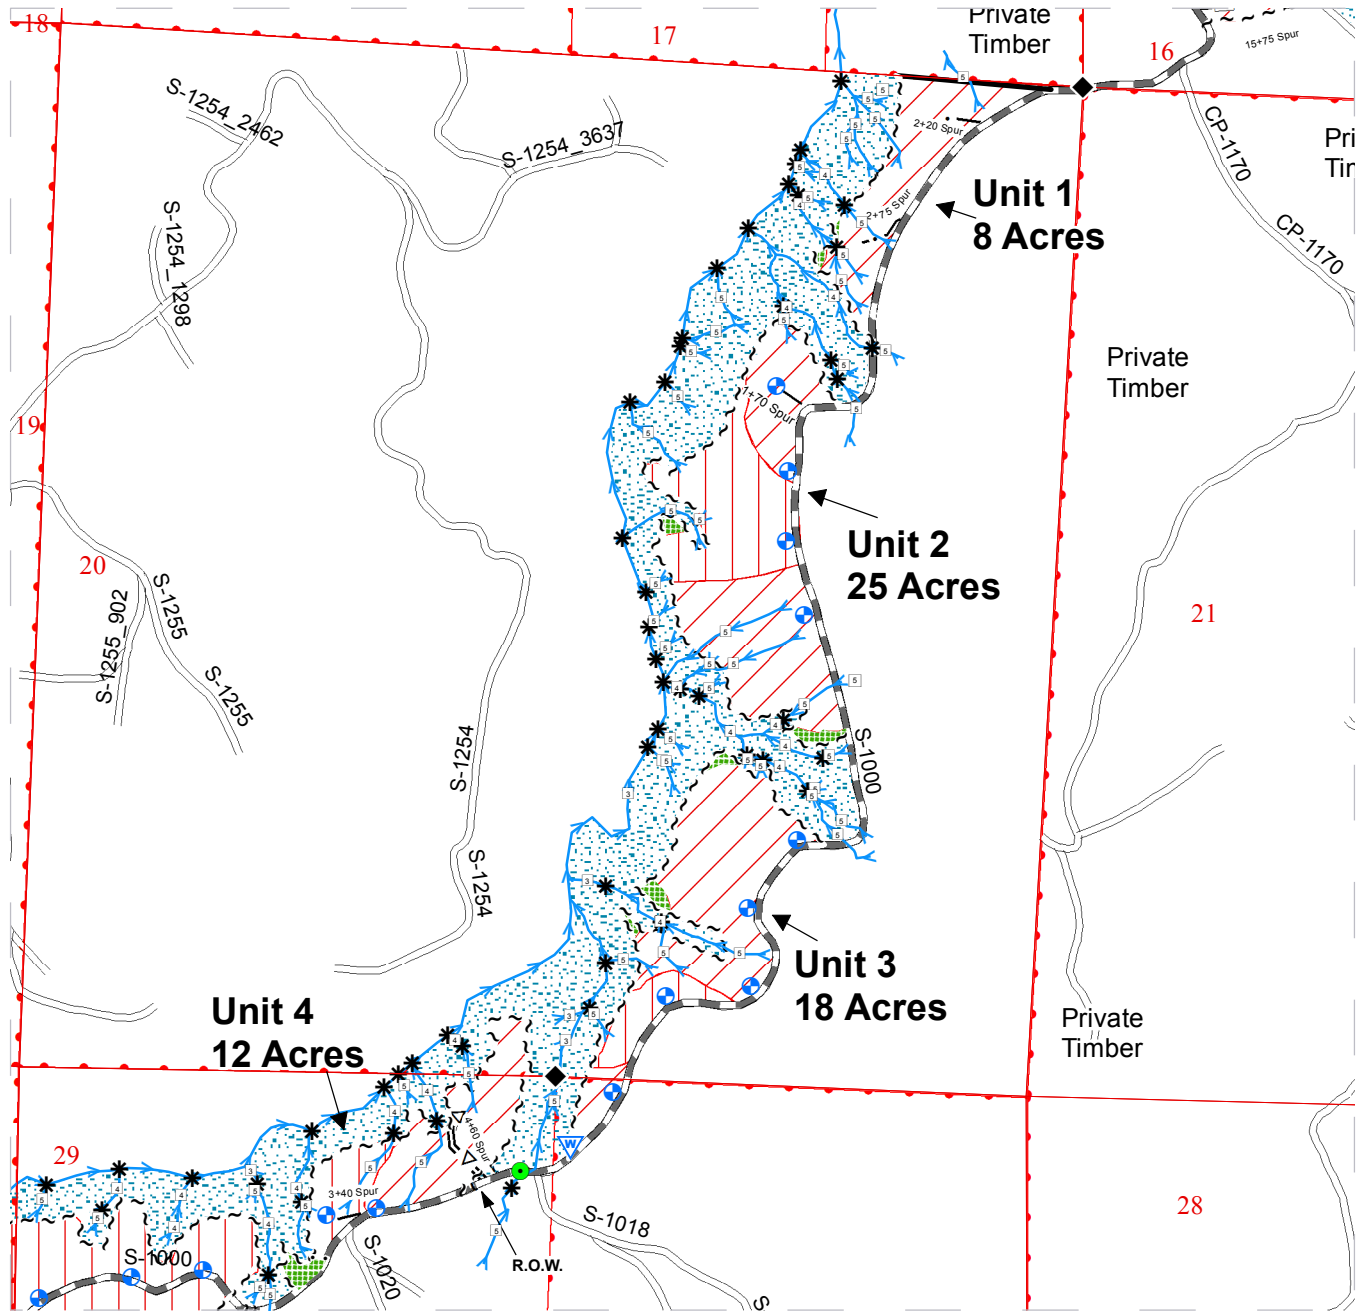 18
17
Private
Timber
16
15+75 Spur
S-1254_2462
S-1254_3637
2+20 Spur
CP-1170
Pri
Tir
Unit 1
8 Acres
2+75 Spur
S-1254_1298
CP-1170
Private
Timber
1+70 Spur
19
Unit 2
25 Acres
20
S-1255_902
S-1255
21
S-1255
S-1254
S-1000
S-1254
Unit 3
18 Acres
Unit 4
12 Acres
Private
Timber
4+60 Spur
W
29
3+40 Spur
28
S-1018
S-1000
S-1020
R.O.W.
S